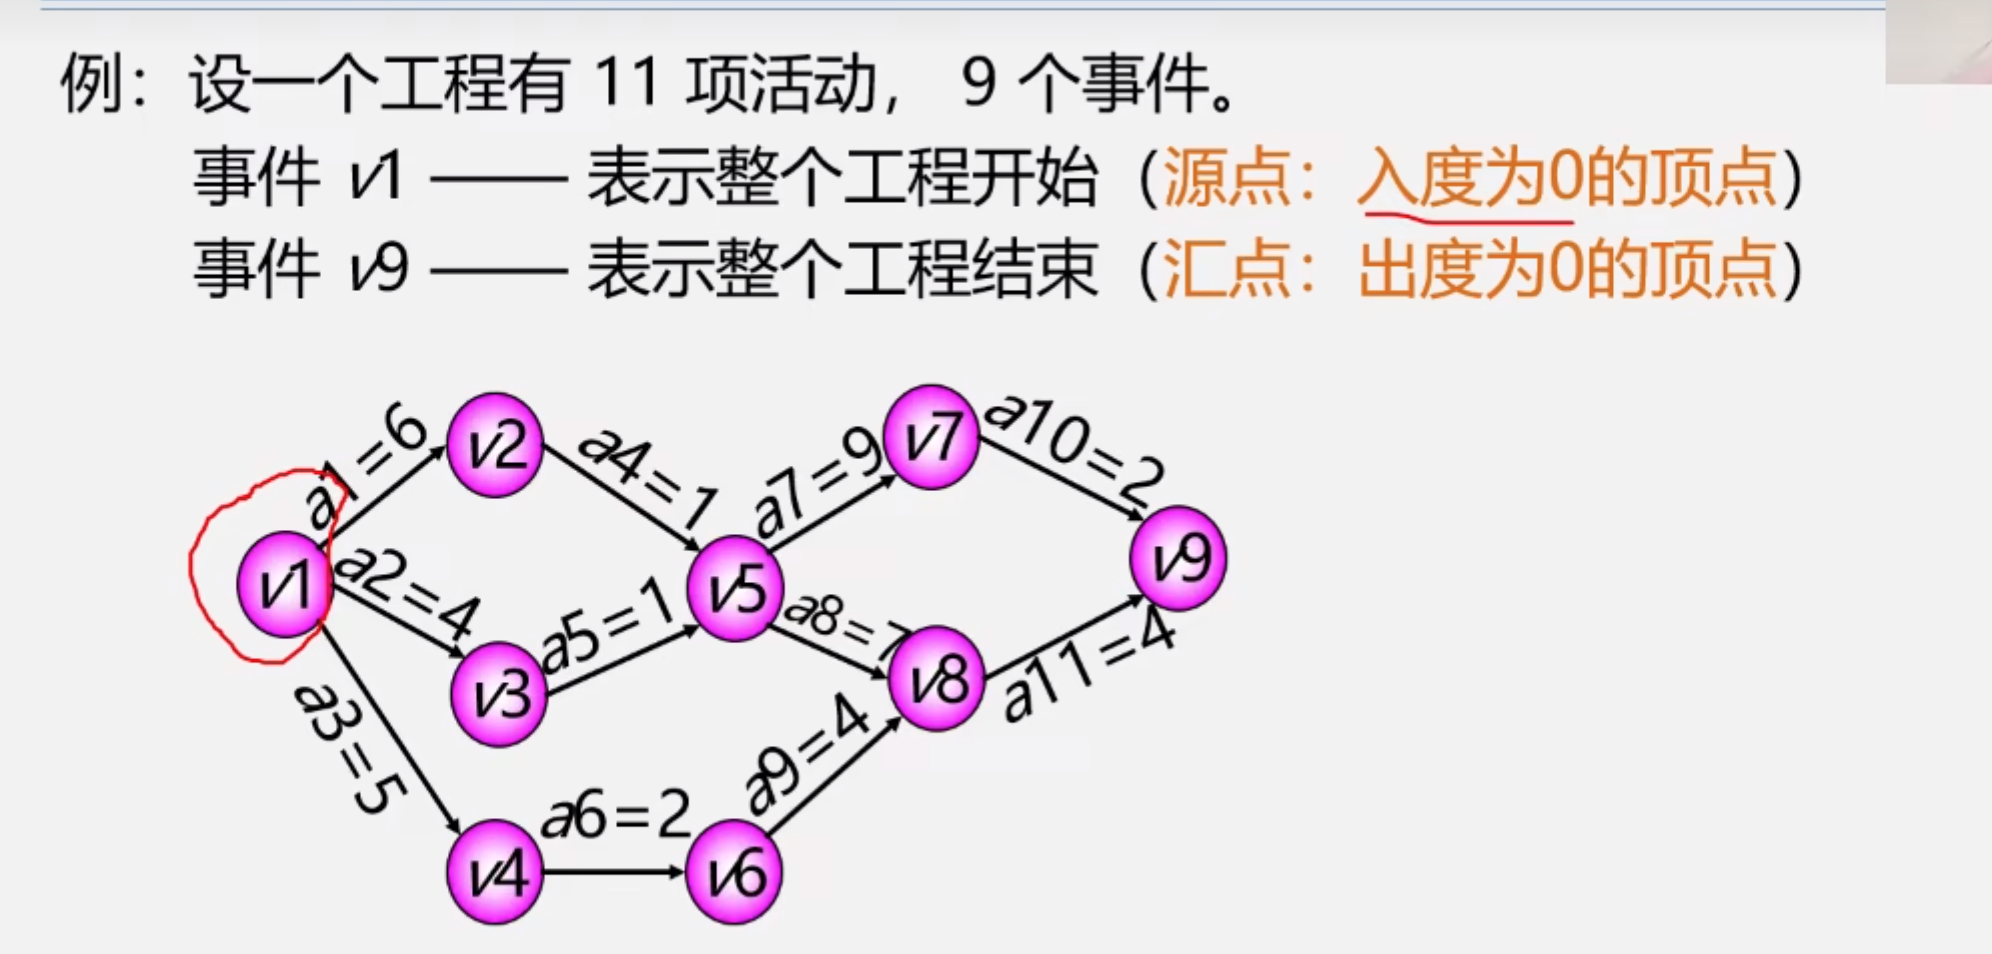 例：设一个工程有 11 项活动， 9 个事件。
事件 v1 —— 表示整个工程开始（源点：入度为0的顶点）
事件 v9 —— 表示整个工程结束（汇点：出度为0的顶点）
a1=6
v2
a4=1
a7=9
v7
a10=2
v1
a2=4
v3
a5=1
v5
a8=7
v8
v9
a11=4
a3=5
v4
a6=2
v6
a9=4